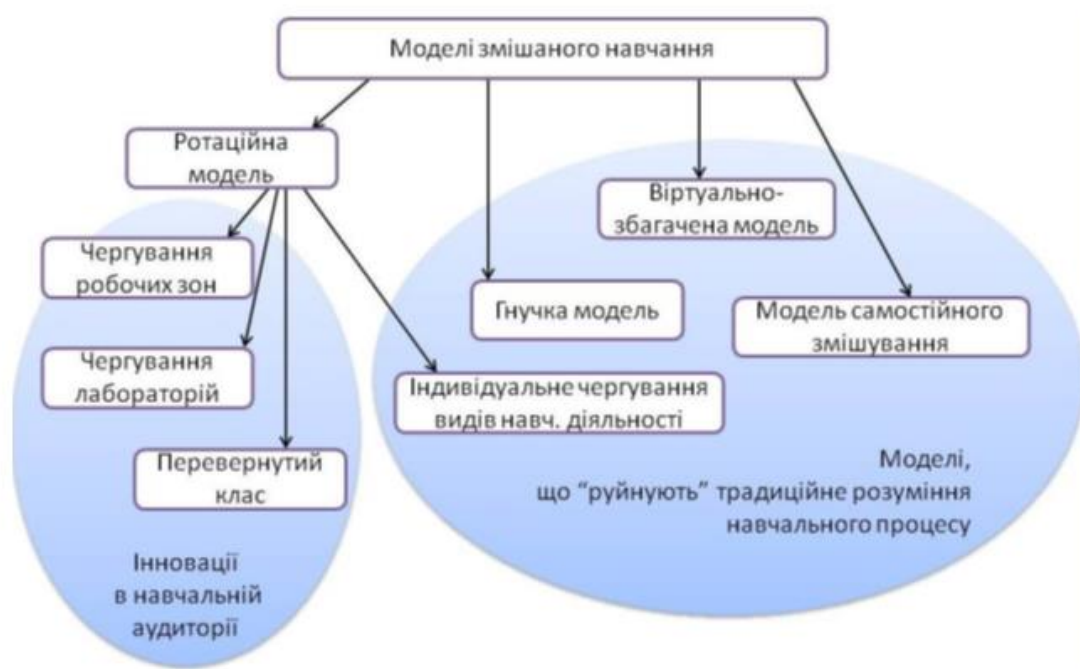 Моделі змішаного навчання
Ротаційна
модель
Віртуально-
збагачена модель
Чергування
робочих зон
Гнучка модель
Модель самостійного
змішування
Чергування
лабораторій
Індивідуальне чергування
видів навч. діяльності
Перевернутий
клас
Моделі,
що “руйнують” традиційне розуміння
навчального процесу
Інновації
в навчальній
аудиторії